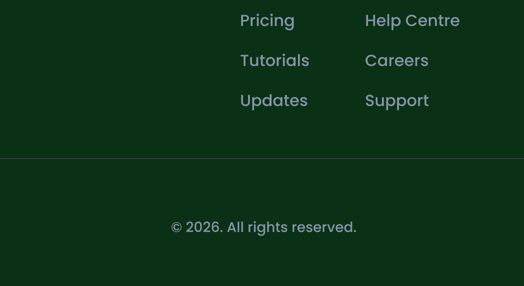 Pricing
Help Centre
Tutorials
Careers
Updates
Support
© 2026. All rights reserved.